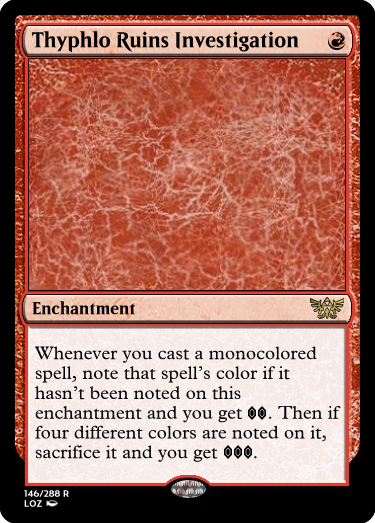 Thyphlo Ruins Investigation
Enchantment
Whenever you cast a monocolored
spell, note that spell's color if it
hasn't been noted on this
enchantment and you get ⬮⬮. Then if
four different colors are noted on it,
sacrifice it and you get ⬮⬮⬮.
146/288 R
LOZ